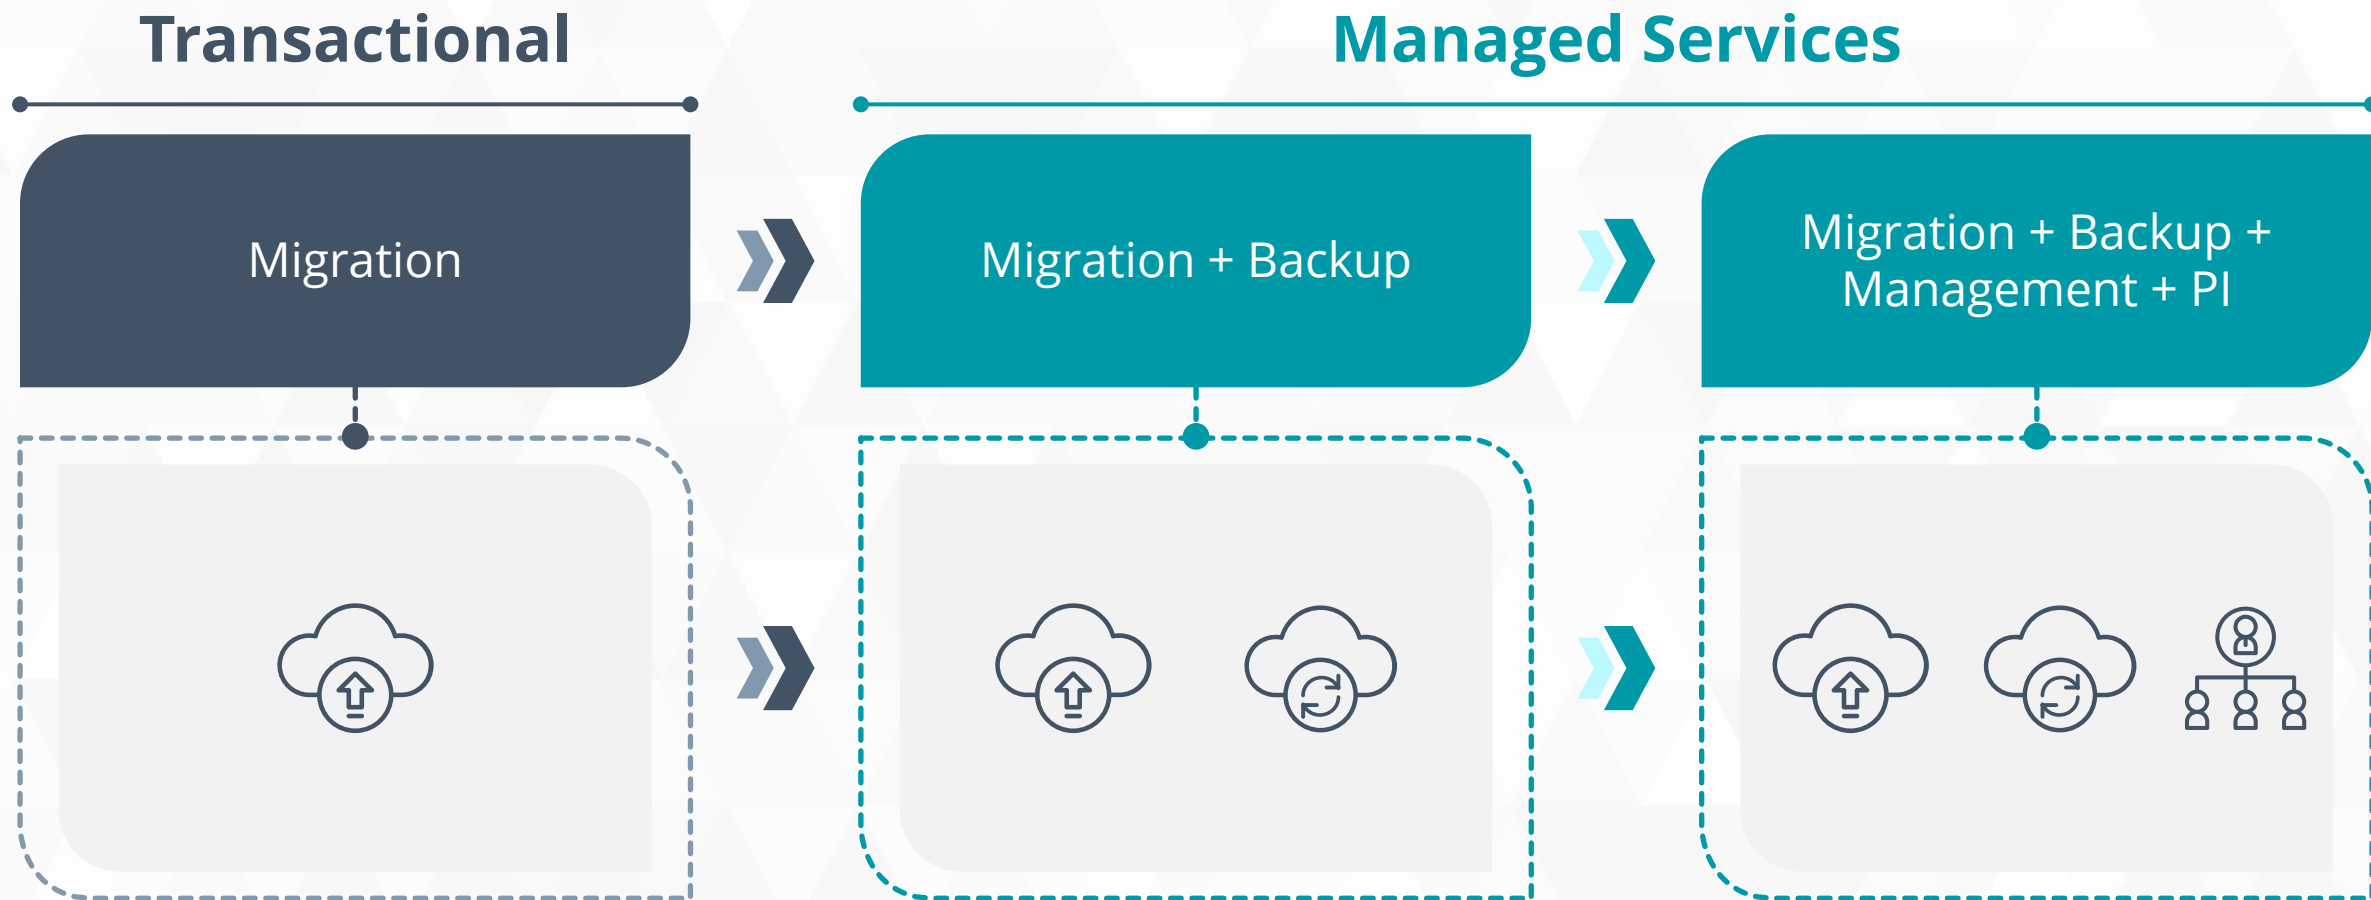 Transactional
Managed Services
Migration
Migration + Backup
Migration + Backup +
Management + PI